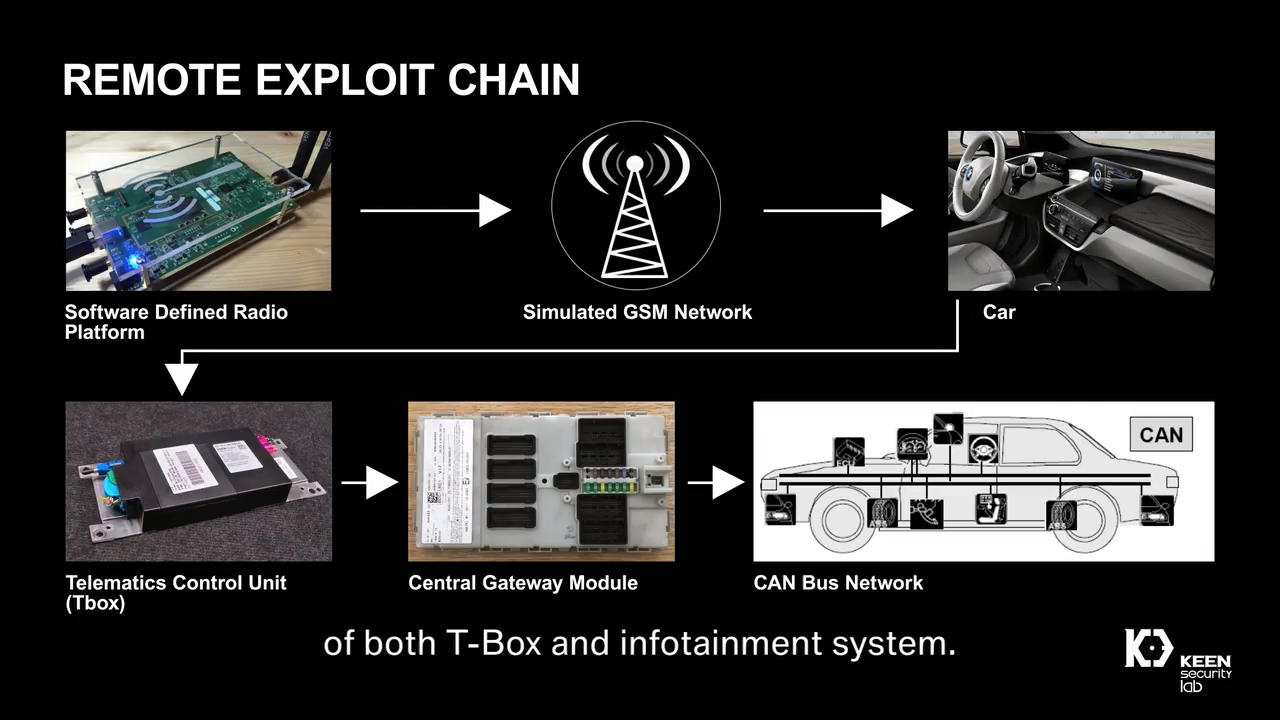 REMOTE EXPLOIT CHAIN
Software Defined Radio
Platform
Simulated GSM Network
Car
CAN
Telematics Control Unit
(Tbox)
Central Gateway Module
CAN Bus Network
of both T-Box and infotainment system.
KEEN
security
lab